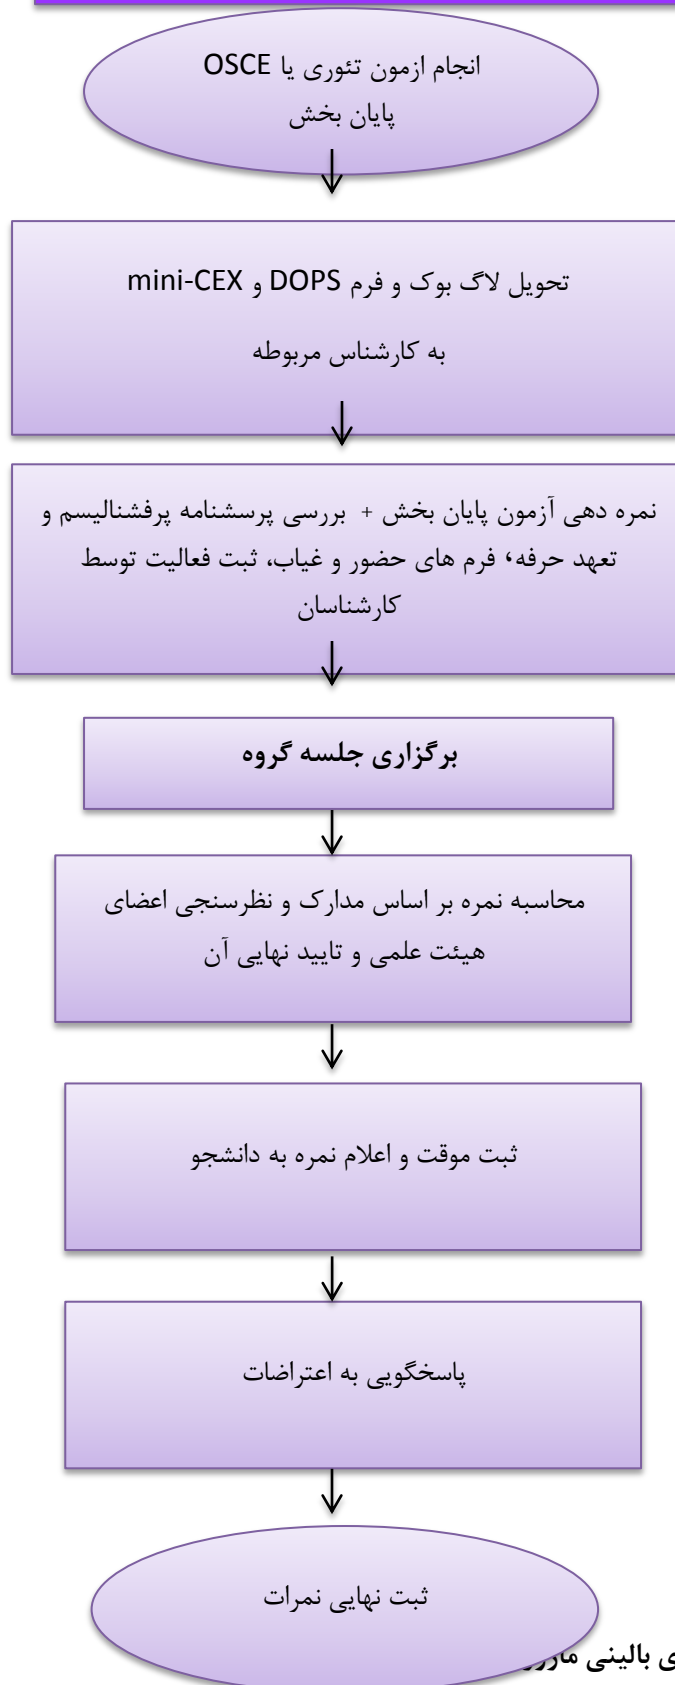 انجام ازمون تئوری یا OSCE
پایان بخش
تحویل لاگ بوک و فرم DOPS و mini-CEX
به کارشناس مربوطه
نمره دهی آزمون پایان بخش + بررسی پرسشنامه پرفشنالیسم و
تعهد حرفه، فرم های حضور و غیاب، ثبت فعالیت توسط
کارشناسان
برگزاری جلسه گروه
محاسبه نمره بر اساس مدارک و نظرسنجی اعضای
هیئت علمی و تایید نهایی آن
ثبت موقت و اعلام نمره به دانشجو
پاسخگویی به اعتراضات
ثبت نهایی نمرات
ی بالینی